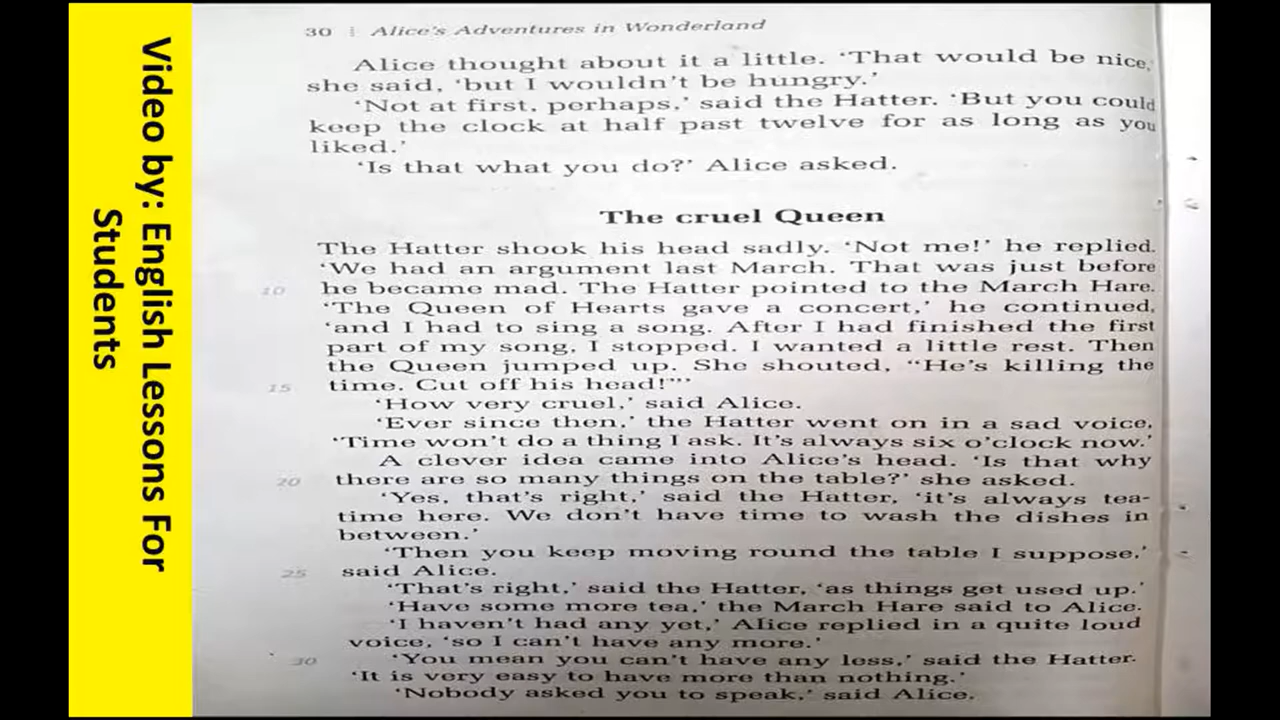 Video by: English Lessons For
Students
30 ⁞ Alice's Adventures in Wonderland
Alice thought about it a little. 'That would be nice,'
she said, 'but I wouldn't be hungry.'
'Not at first, perhaps,' said the Hatter. 'But you could
keep the clock at half past twelve for as long as you
liked.'
'Is that what you do?' Alice asked.
The cruel Queen
The Hatter shook his head sadly. 'Not me!' he replied.
'We had an argument last March. That was just before
10 he became mad. The Hatter pointed to the March Hare.
'The Queen of Hearts gave a concert,' he continued,
'and I had to sing a song. After I had finished the first
part of my song, I stopped. I wanted a little rest. Then
the Queen jumped up. She shouted, "He's killing the
15 time. Cut off his head!"'
'How very cruel,' said Alice.
'Ever since then,' the Hatter went on in a sad voice,
'Time won't do a thing I ask. It's always six o'clock now.'
A clever idea came into Alice's head. 'Is that why
20 there are so many things on the table?' she asked.
'Yes, that's right,' said the Hatter, 'it's always tea-
time here. We don't have time to wash the dishes in
between.'
'Then you keep moving round the table I suppose,'
25 said Alice.
'That's right,' said the Hatter, 'as things get used up.'
'Have some more tea,' the March Hare said to Alice.
'I haven't had any yet,' Alice replied in a quite loud
voice, 'so I can't have any more.'
30 'You mean you can't have any less,' said the Hatter.
'It is very easy to have more than nothing.'
'Nobody asked you to speak,' said Alice.